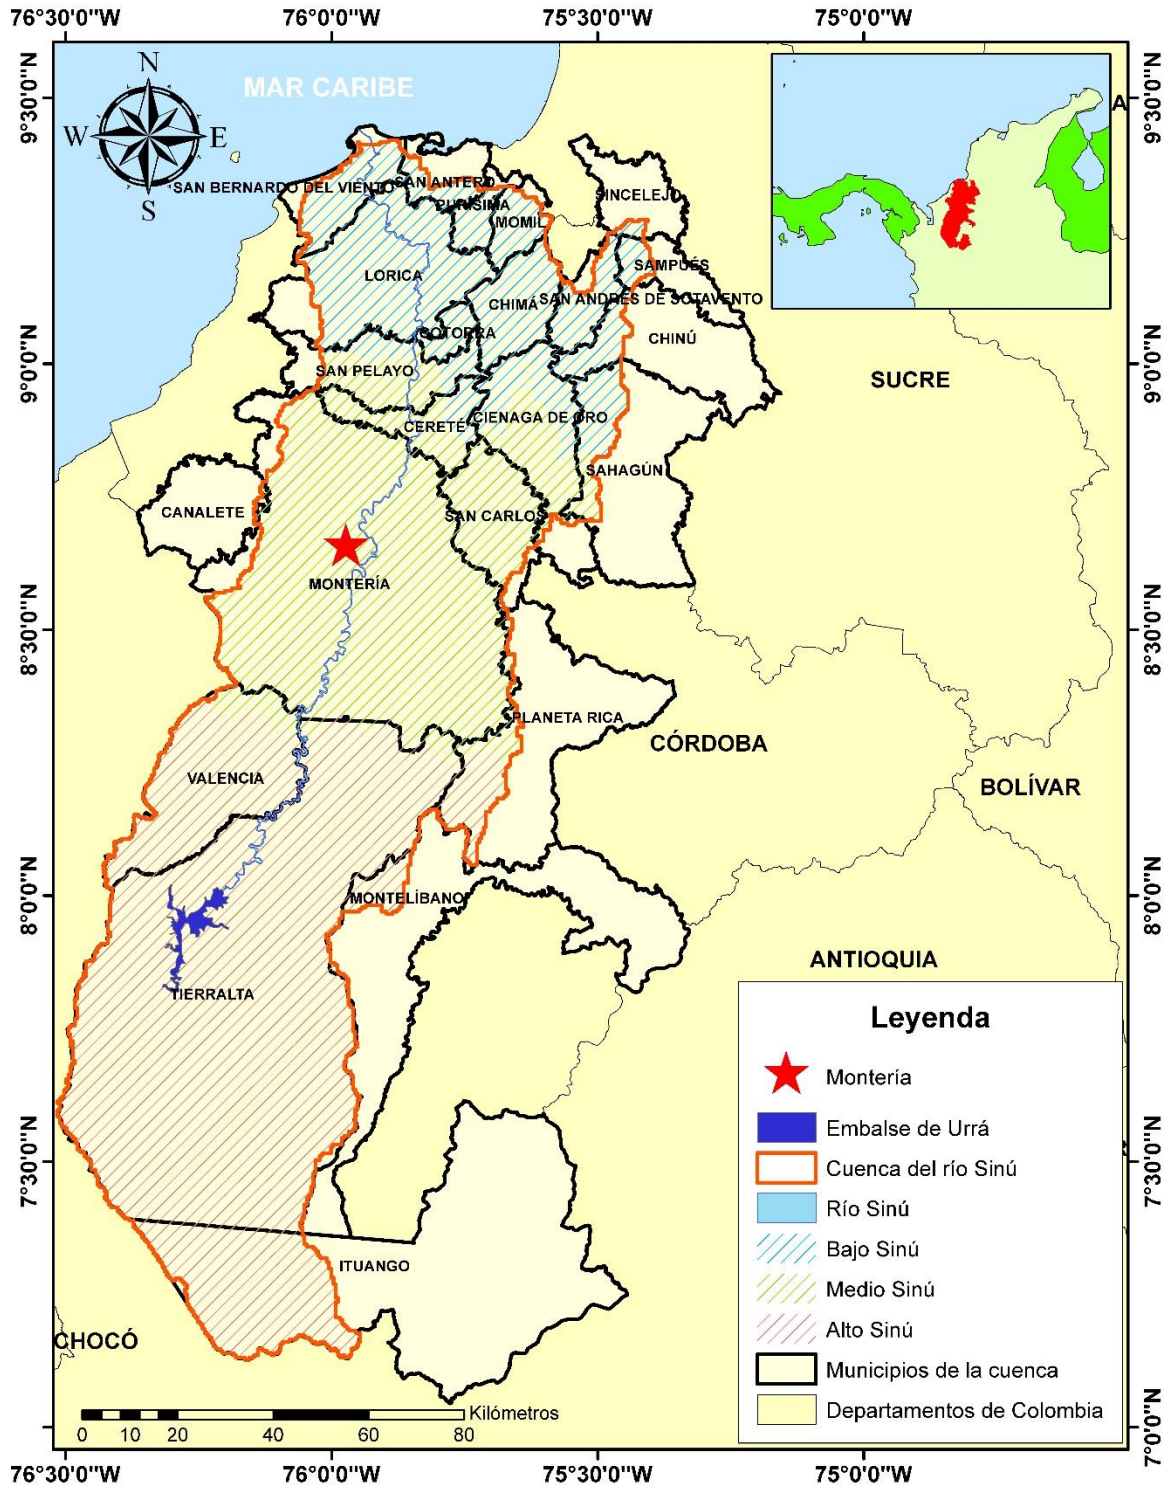 76°30'0"W 76°0'0"W 75°30'0"W 75°0'0"W
9°30'0"N
9°0'0"N
8°30'0"N
8°0'0"N
7°30'0"N
7°0'0"N
9°30'0"N
9°0'0"N
8°30'0"N
8°0'0"N
7°30'0"N
7°0'0"N
MAR CARIBE
N
W E
S
A
SAN BERNARDO DEL VIENTO
SAN ANTERO
PURÍSIMA
MOMIL
SINCELEJO
SAMPUÉS
LORICA
CHIMÁ
SAN ANDRÉS DE SOTAVENTO
COTORRA
CHINÚ
SAN PELAYO
SUCRE
CERETÉ
CIENAGA DE ORO
SAHAGÚN
CANALETE
SAN CARLOS
MONTERÍA
PLANETA RICA
CÓRDOBA
VALENCIA
BOLÍVAR
MONTELÍBANO
ANTIOQUIA
TIERRALTA
ITUANGO
CHOCÓ
Leyenda
Montería
Embalse de Urrá
Cuenca del río Sinú
Río Sinú
Bajo Sinú
Medio Sinú
Alto Sinú
Municipios de la cuenca
Departamentos de Colombia
Kilómetros
0 10 20 40 60 80
76°30'0"W 76°0'0"W 75°30'0"W 75°0'0"W